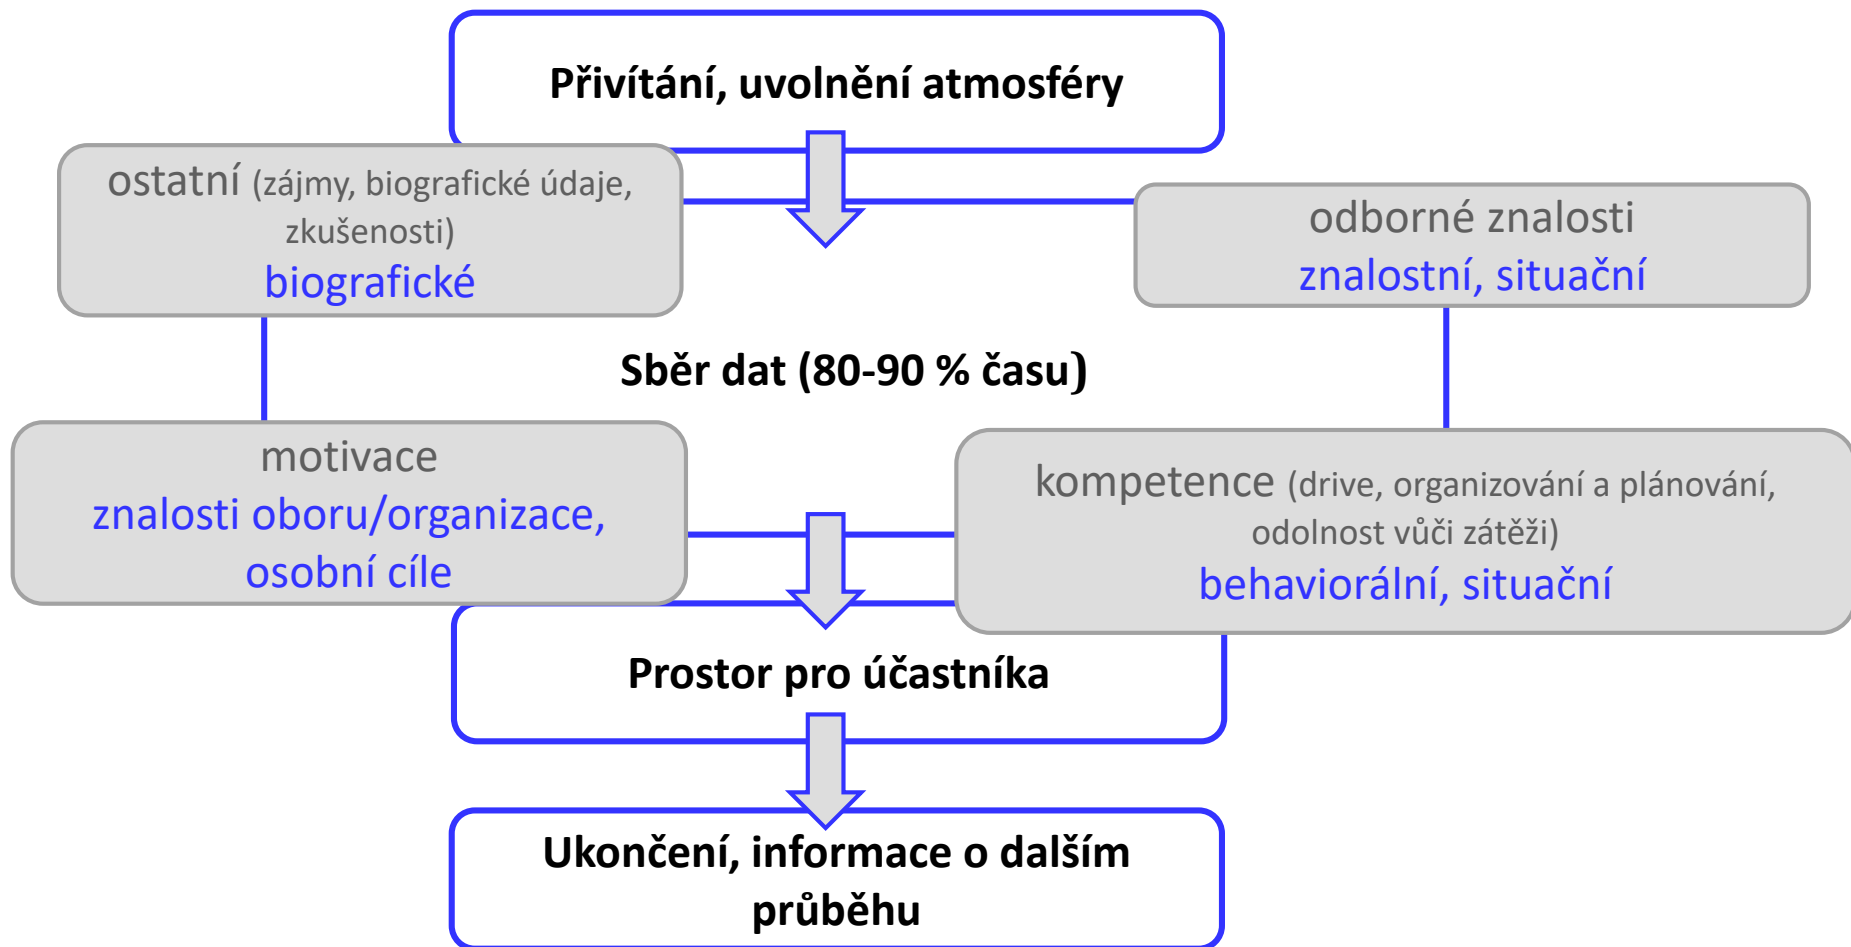 Přivítání, uvolnění atmosféry
ostatní (zájmy, biografické údaje,
zkušenosti)
biografické
odborné znalosti
znalostní, situační
Sběr dat (80-90 % času)
motivace
znalosti oboru/organizace,
osobní cíle
kompetence (drive, organizování a plánování,
odolnost vůči zátěži)
behaviorální, situační
Prostor pro účastníka
Ukončení, informace o dalším
průběhu